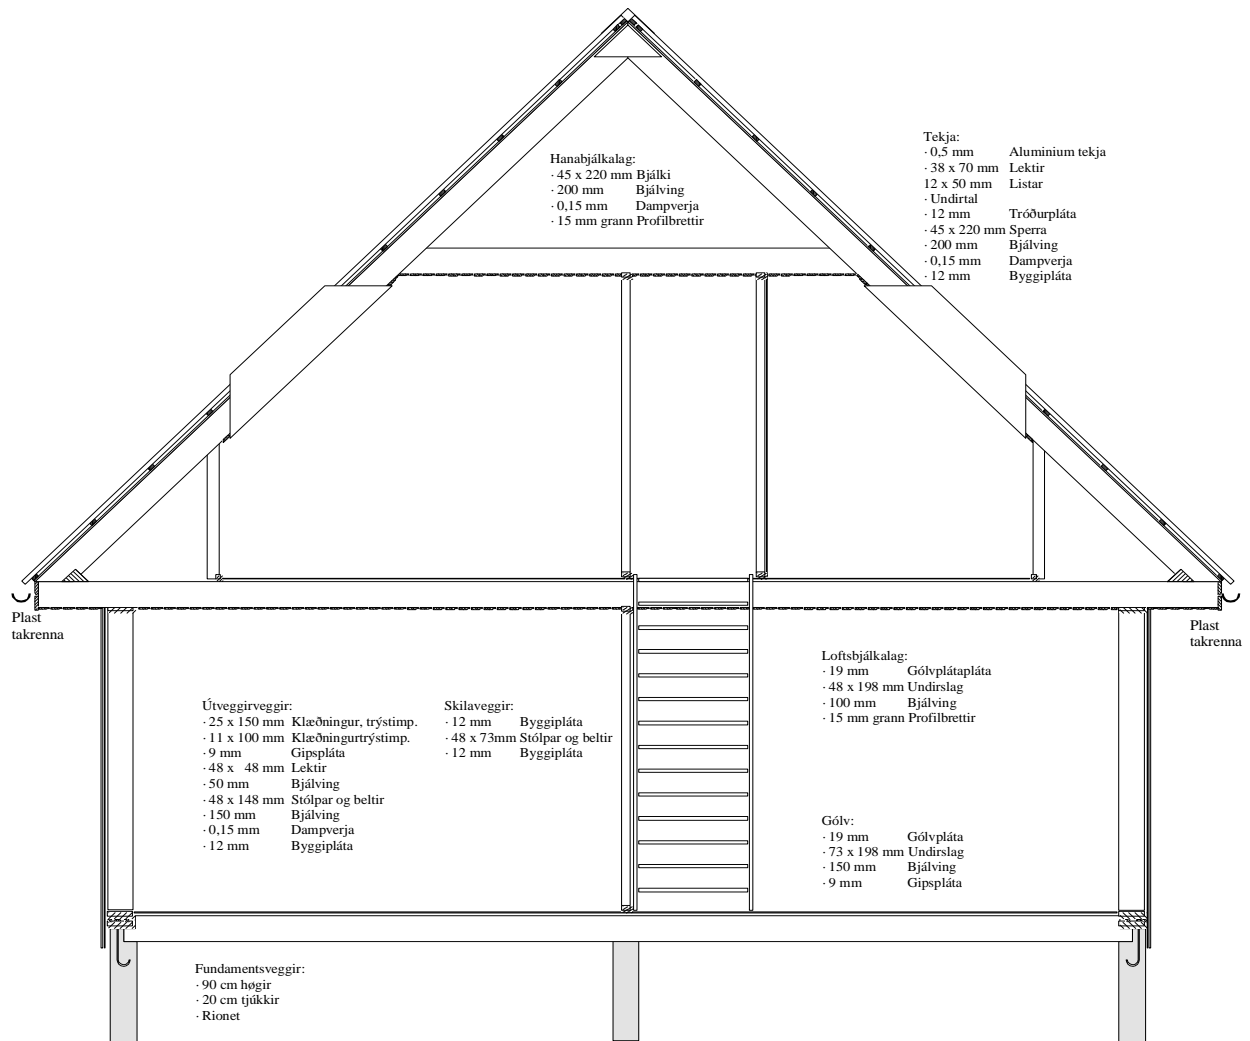 Hanabjálkalag:
· 45 x 220 mm Bjálki
· 200 mm Bjálving
· 0,15 mm Dampverja
· 15 mm grann Profilbrettir
Tekja:
· 0,5 mm Aluminium tekja
· 38 x 70 mm Lektir
12 x 50 mm Listar
· Undirtal
· 12 mm Tróðurpláta
· 45 x 220 mm Sperra
· 200 mm Bjálving
· 0,15 mm Dampverja
· 12 mm Byggipláta
Plast
takrenna
Plast
takrenna
Útveggirveggir:
· 25 x 150 mm Klæðningur, trýstimp.
· 11 x 100 mm Klæðningurtrýstimp.
· 9 mm Gipspláta
· 48 x 48 mm Lektir
· 50 mm Bjálving
· 48 x 148 mm Stólpar og beltir
· 150 mm Bjálving
· 0,15 mm Dampverja
· 12 mm Byggipláta
Skilaveggir:
· 12 mm Byggipláta
· 48 x 73mm Stólpar og beltir
· 12 mm Byggipláta
Loftsbjálkalag:
· 19 mm Gólvplátapláta
· 48 x 198 mm Undirslag
· 100 mm Bjálving
· 15 mm grann Profilbrettir
Gólv:
· 19 mm Gólvpláta
· 73 x 198 mm Undirslag
· 150 mm Bjálving
· 9 mm Gipspláta
Fundamentsveggir:
· 90 cm høgir
· 20 cm tjúkkir
· Rionet